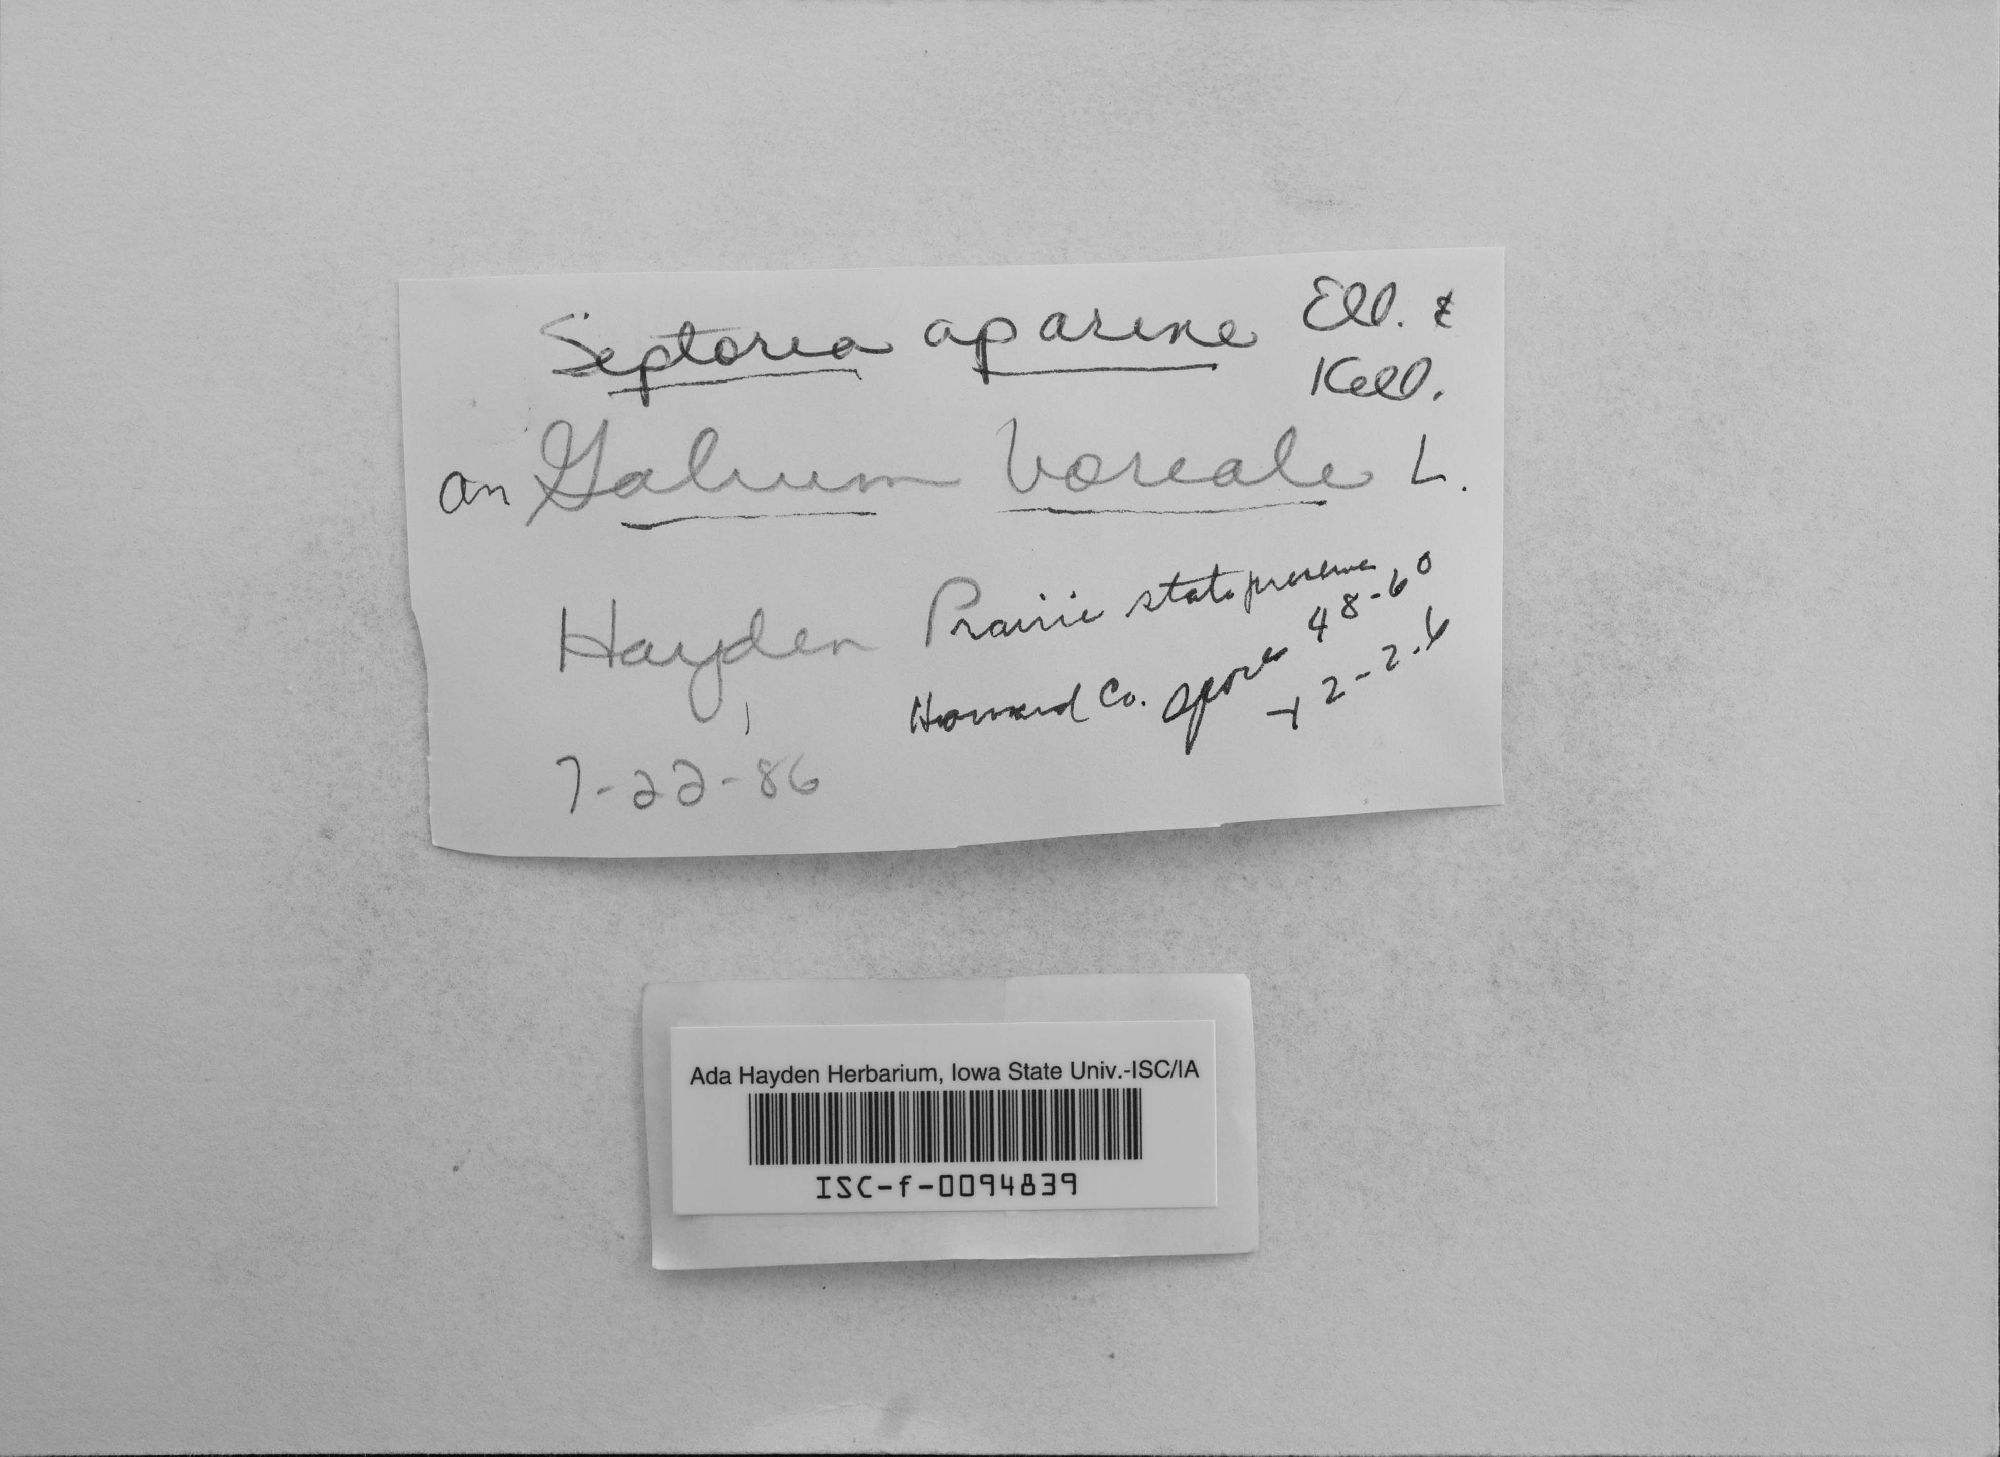 Septoria aparine Ell. &
Kell.
on Galium boreale L.
Hayden Prairie state preserve
Howard Co. spores 48-60
x 2-2.6
7-22-86
Ada Hayden Herbarium, Iowa State Univ.-ISC/IA
ISC-f-0094839